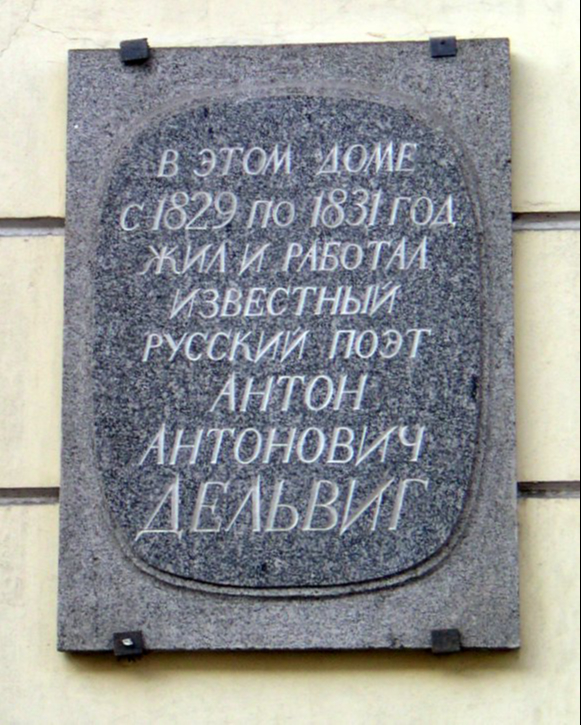 В ЭТОМ ДОМЕ
С 1829 ПО 1831 ГОД
ЖИЛ И РАБОТАЛ
ИЗВЕСТНЫЙ
РУССКИЙ ПОЭТ
АНТОН
АНТОНОВИЧ
ДЕЛЬВИГ